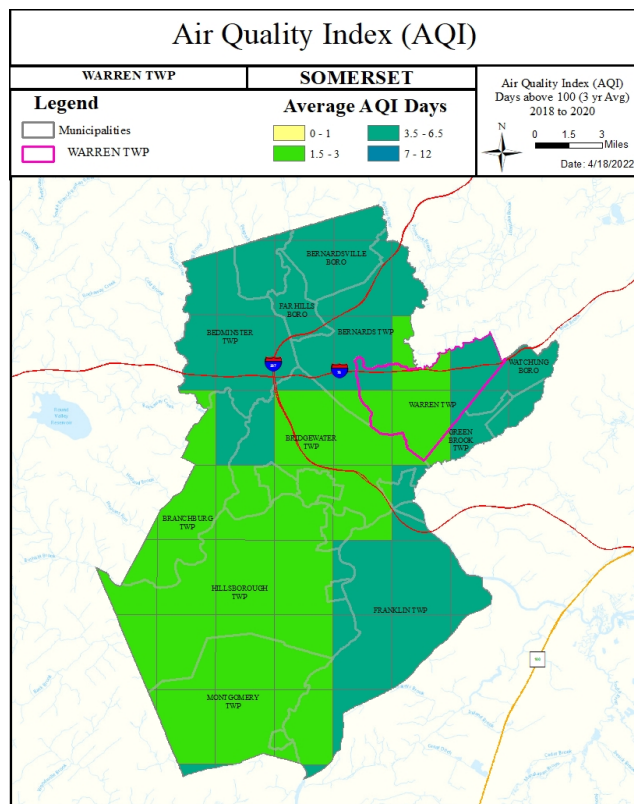 Air Quality Index (AQI)
WARREN TWP
SOMERSET
Legend
Municipalities
WARREN TWP
Average AQI Days
0 - 1
3.5 - 6.5
1.5 - 3
7 - 12
Air Quality Index (AQI)
Days above 100 (3 yr Avg)
2018 to 2020
N
0 1.5 3
Miles
Date: 4/18/2022
BERNARDSVILLE
BORO
FAR HILLS
BORO
BEDMINSTER
TWP
BERNARDS TWP
WATCHUNG
BORO
WARREN TWP
GREEN
BROOK
TWP
BRIDGEWATER
TWP
BRANCHBURG
TWP
HILLSBOROUGH
TWP
FRANKLIN TWP
MONTGOMERY
TWP